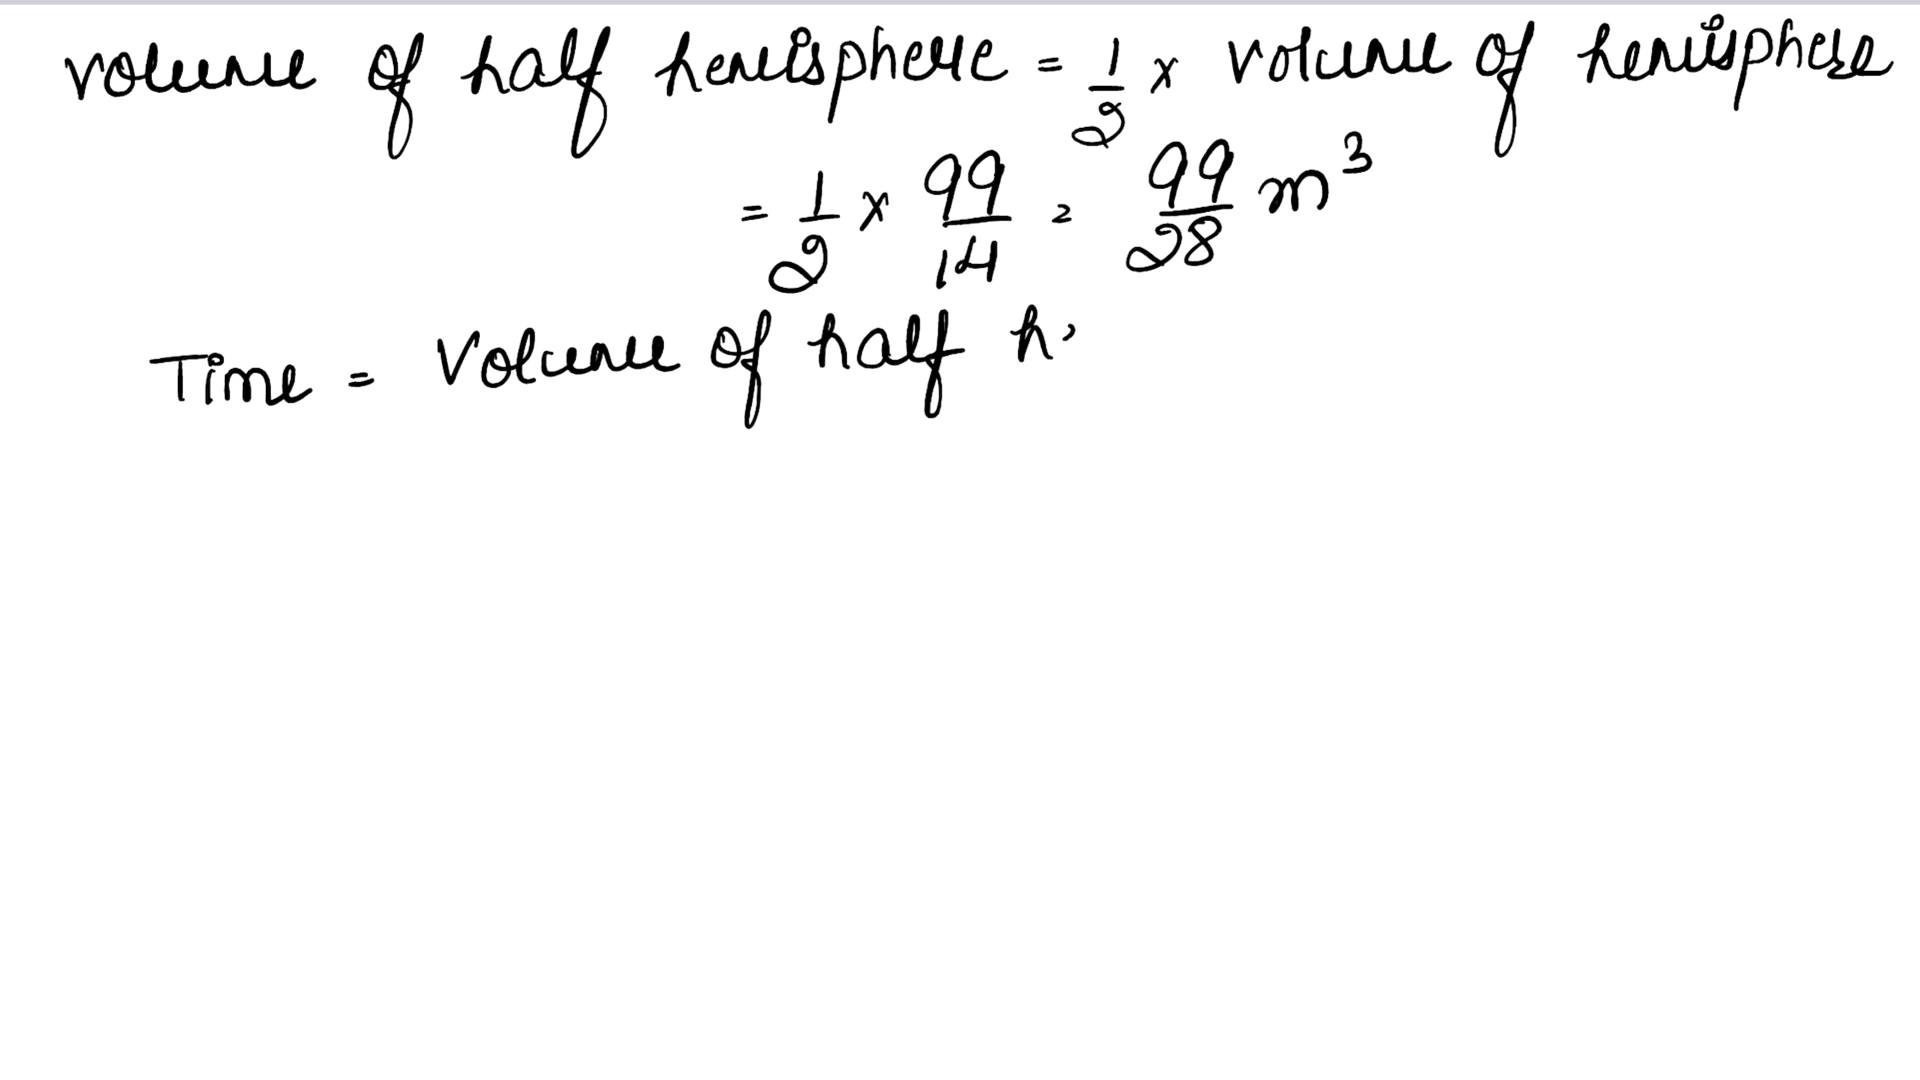 volume of half hemisphere = 1/2 x volume of hemisphere
= 1/2 x 99/14 = 99/28 m³
Time = Volume of half h